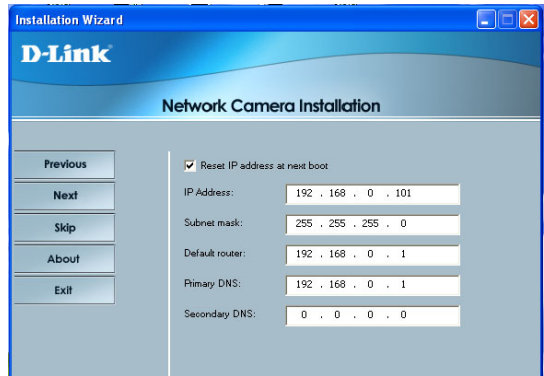 Installation Wizard
D-Link
Network Camera Installation
Previous
Next
Skip
About
Exit
Reset IP address at next boot
IP Address: 192 . 168 . 0 . 101
Subnet mask: 255 . 255 . 255 . 0
Default router: 192 . 168 . 0 . 1
Primary DNS: 192 . 168 . 0 . 1
Secondary DNS: 0 . 0 . 0 . 0